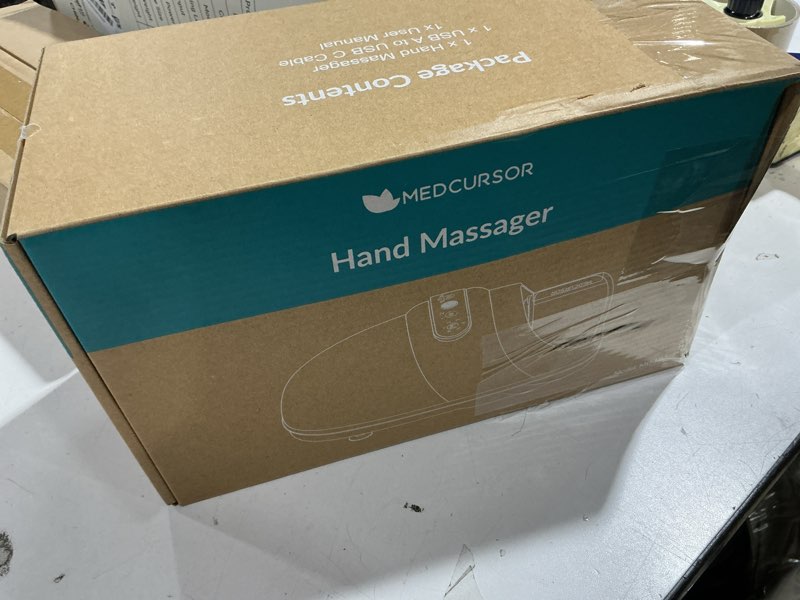 Package Contents
1 x Hand Massager
1 x USB A to USB C Cable
1x User Manual
MEDCURSOR
Hand Massager